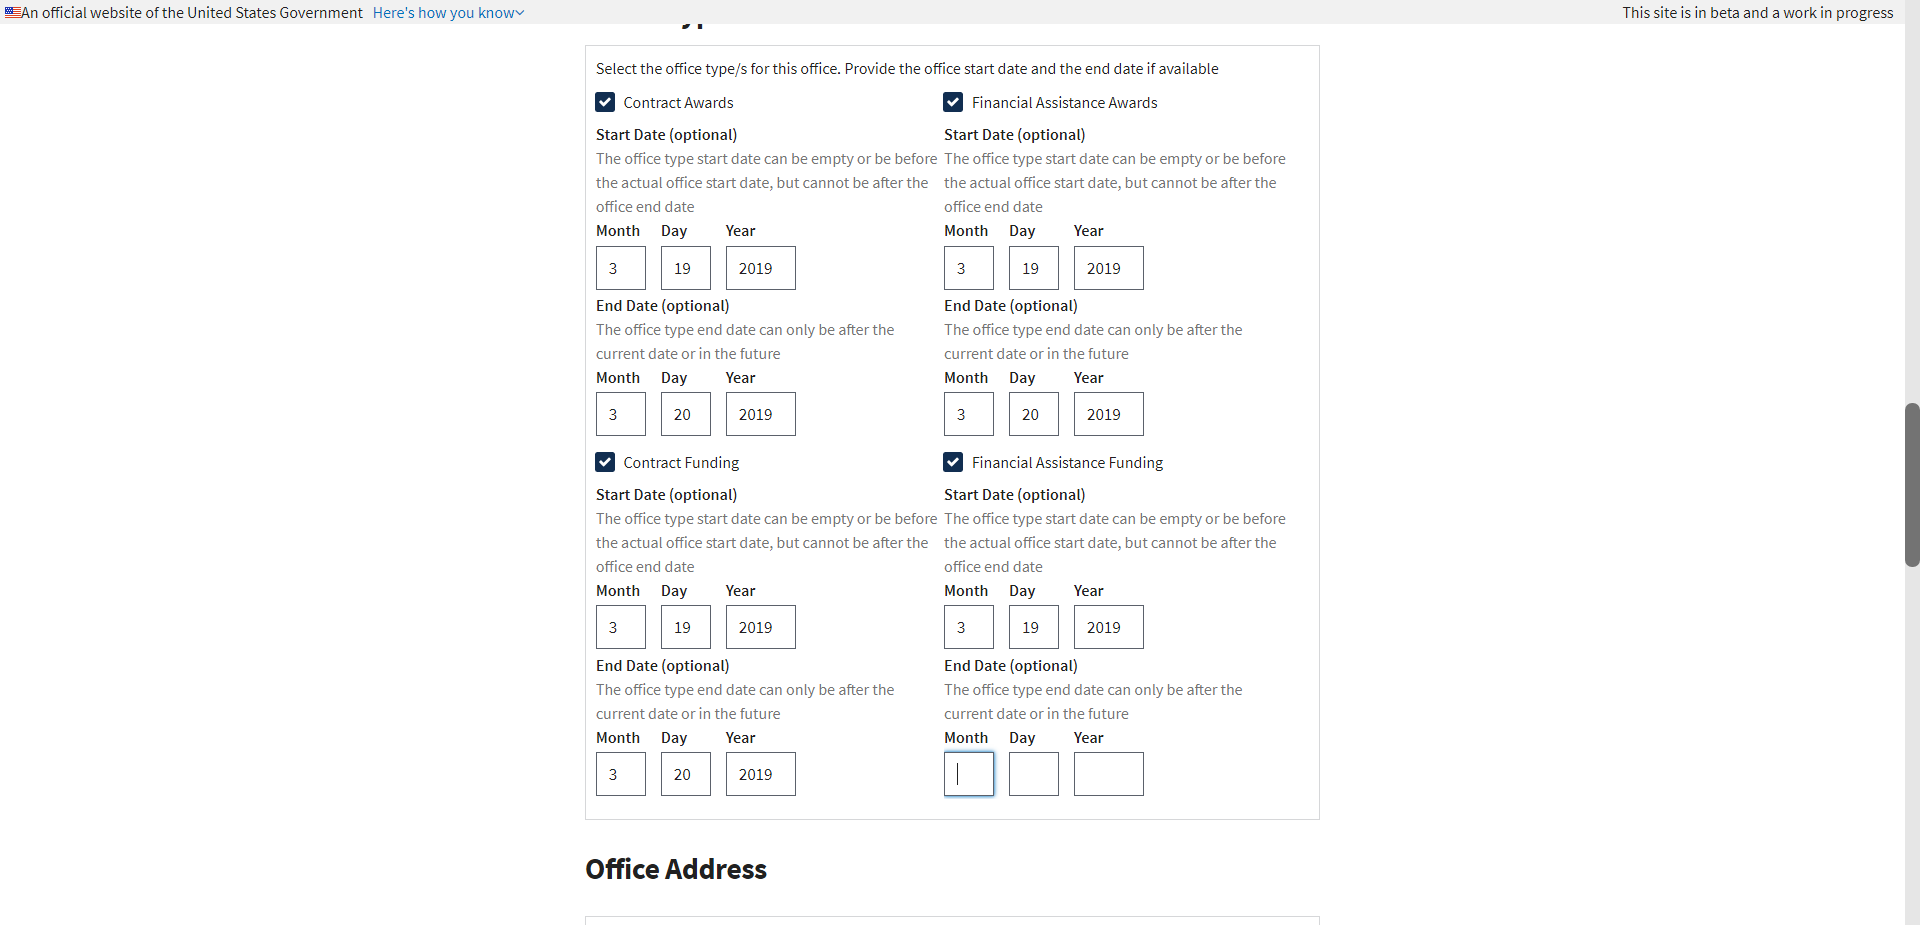 An official website of the United States Government Here's how you know
This site is in beta and a work in progress
Select the office type/s for this office. Provide the office start date and the end date if available
Contract Awards
Start Date (optional)
The office type start date can be empty or be before
the actual office start date, but cannot be after the
office end date
Month Day Year
3 19 2019
End Date (optional)
The office type end date can only be after the
current date or in the future
Month Day Year
3 20 2019
Financial Assistance Awards
Start Date (optional)
The office type start date can be empty or be before
the actual office start date, but cannot be after the
office end date
Month Day Year
3 19 2019
End Date (optional)
The office type end date can only be after the
current date or in the future
Month Day Year
3 20 2019
Contract Funding
Start Date (optional)
The office type start date can be empty or be before
the actual office start date, but cannot be after the
office end date
Month Day Year
3 19 2019
End Date (optional)
The office type end date can only be after the
current date or in the future
Month Day Year
3 20 2019
Financial Assistance Funding
Start Date (optional)
The office type start date can be empty or be before
the actual office start date, but cannot be after the
office end date
Month Day Year
3 19 2019
End Date (optional)
The office type end date can only be after the
current date or in the future
Month Day Year
Office Address